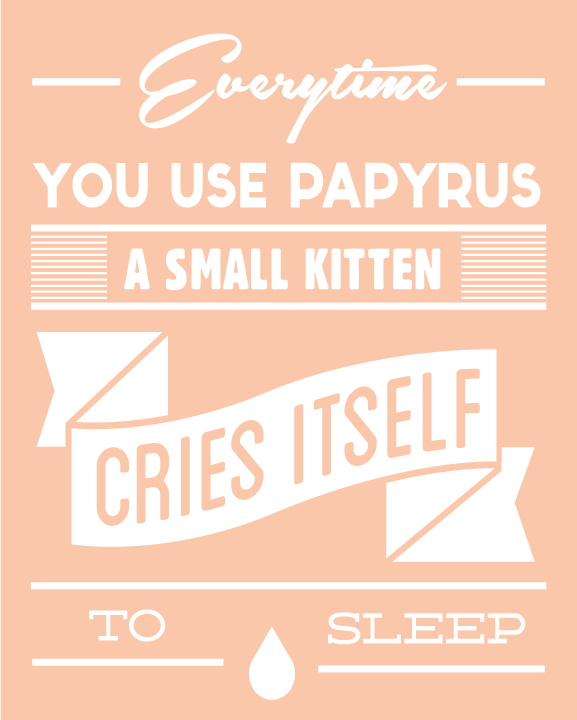 Everytime
YOU USE PAPYRUS
A SMALL KITTEN
CRIES ITSELF
TO SLEEP